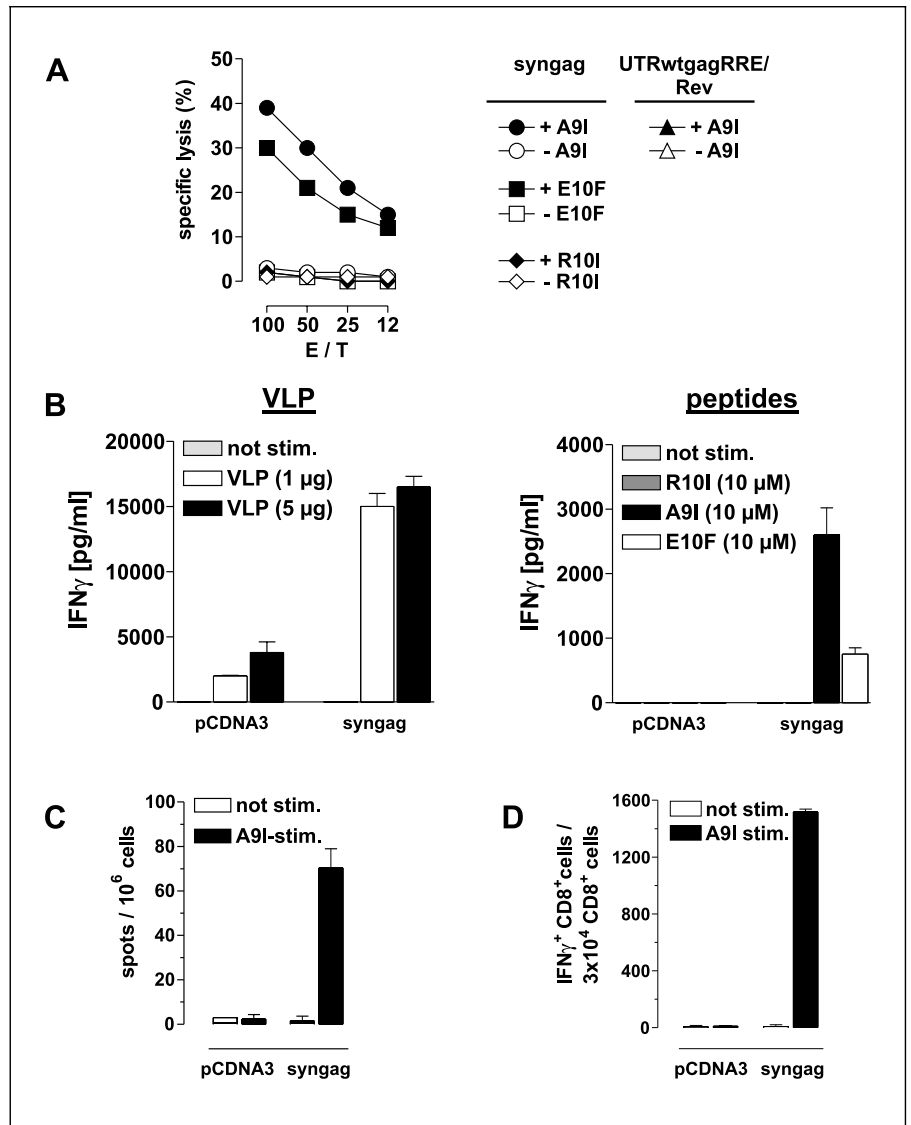 A
50
40
30
20
10
0
specific lysis (%)
100 50 25 12
E / T
syngag
+ A9I
- A9I
+ E10F
- E10F
+ R10I
- R10I
UTRwtgagRRE/
Rev
+ A9I
- A9I
B
VLP
20000
15000
10000
5000
0
IFNγ [pg/ml]
not stim.
VLP (1 µg)
VLP (5 µg)
pCDNA3 syngag
peptides
4000
3000
2000
1000
0
IFNγ [pg/ml]
not stim.
R10I (10 µM)
A9I (10 µM)
E10F (10 µM)
pCDNA3 syngag
C
100
80
60
40
20
0
spots / 10⁶ cells
not stim.
A9I-stim.
pCDNA3 syngag
D
1600
1200
800
400
0
IFNγ⁺ CD8⁺cells /
3x10⁴ CD8⁺ cells
not stim.
A9I stim.
pCDNA3 syngag